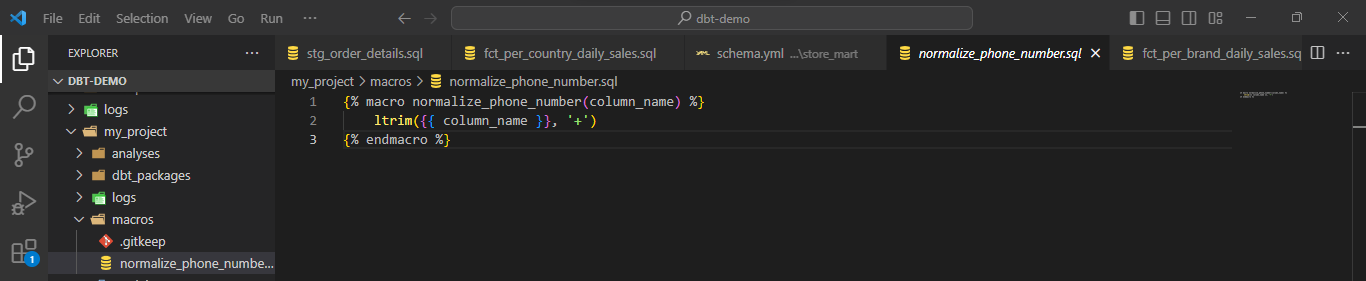 File Edit Selection View Go Run ··· dbt-demo
EXPLORER ···
stg_order_details.sql fct_per_country_daily_sales.sql schema.yml ...\store_mart normalize_phone_number.sql fct_per_brand_daily_sales.sq ···
DBT-DEMO
my_project > macros > normalize_phone_number.sql
logs
my_project
analyses
dbt_packages
logs
macros
.gitkeep
normalize_phone_numbe...
1 {% macro normalize_phone_number(column_name) %}
2 ltrim({{ column_name }}, '+')
3 {% endmacro %}
1